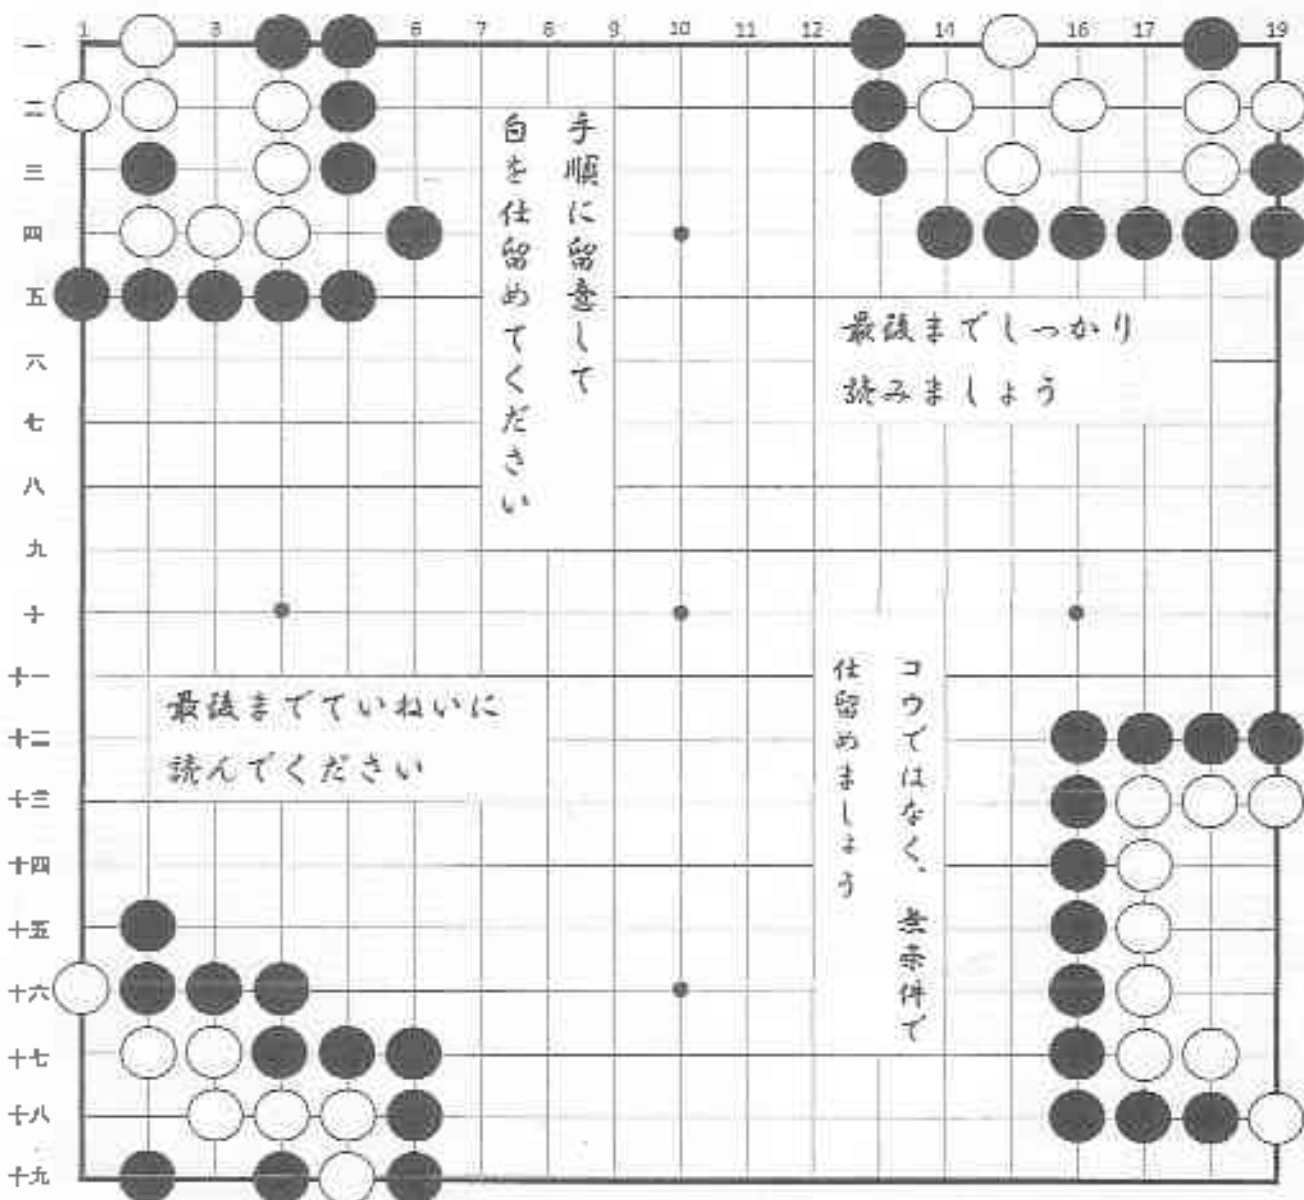 1 3 6 7 8 9 10 11 12 14 16 17 19
一
二
三
四
五
六
七
八
九
十
十一
十二
十三
十四
十五
十六
十七
十八
十九
手順に留意して
白を仕留めてください
最後までしっかり
読みましょう
最後までていねいに
読んでください
コウではなく、無条件で
仕留めましょう